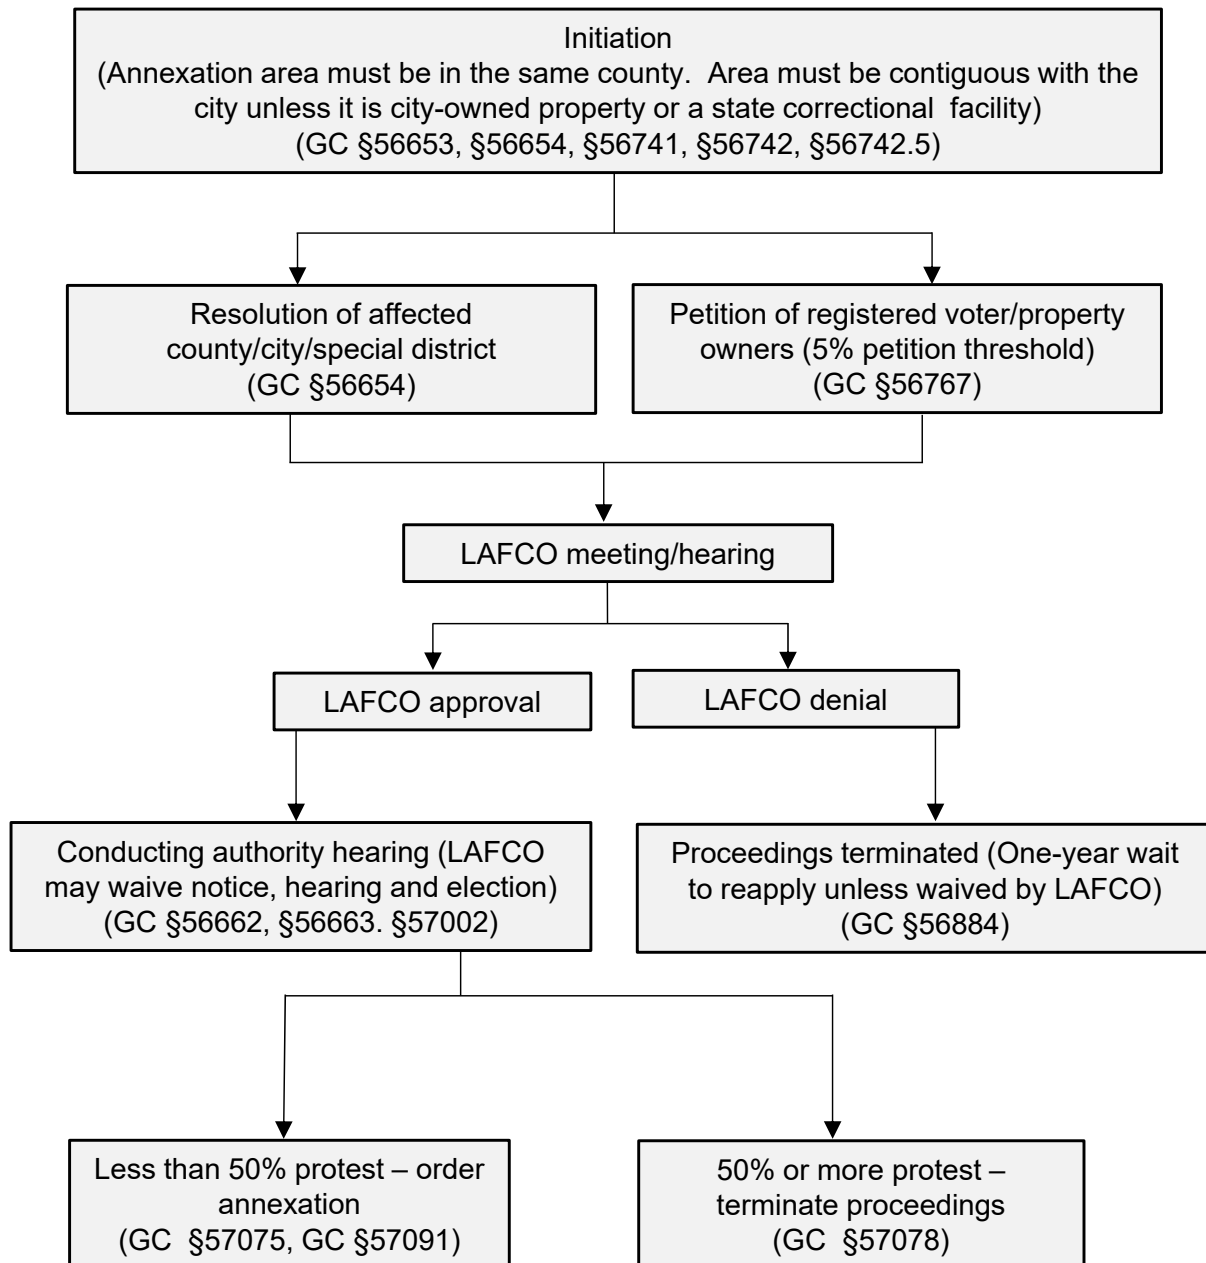 Initiation
(Annexation area must be in the same county.  Area must be contiguous with the
city unless it is city-owned property or a state correctional  facility)
(GC §56653, §56654, §56741, §56742, §56742.5)
Resolution of affected
county/city/special district
(GC §56654)
Petition of registered voter/property
owners (5% petition threshold)
(GC §56767)
LAFCO meeting/hearing
LAFCO approval
LAFCO denial
Conducting authority hearing (LAFCO
may waive notice, hearing and election)
(GC §56662, §56663. §57002)
Proceedings terminated (One-year wait
to reapply unless waived by LAFCO)
(GC §56884)
Less than 50% protest – order
annexation
(GC  §57075, GC §57091)
50% or more protest –
terminate proceedings
(GC  §57078)